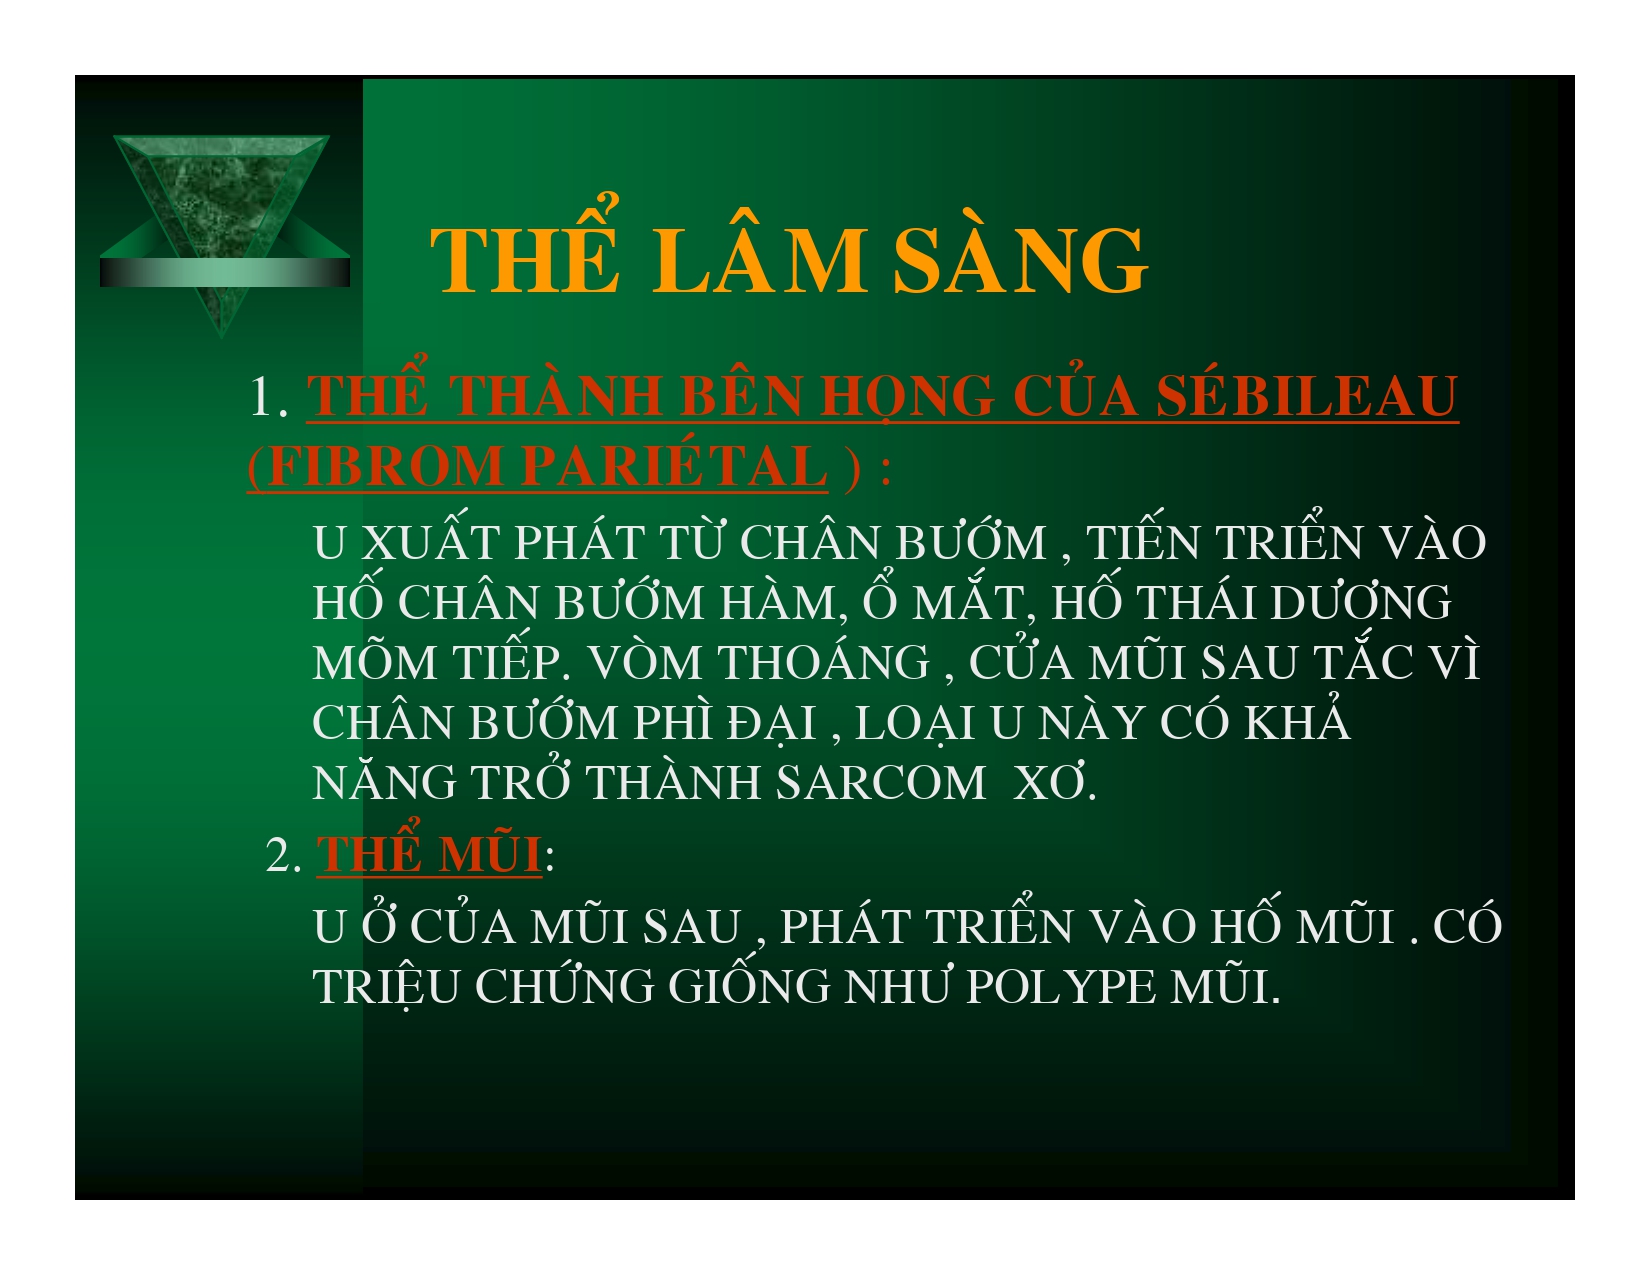 THỂ LÂM SÀNG
1. THỂ THÀNH BÊN HỌNG CỦA SÉBILEAU
(FIBROM PARIÉTAL ) :
U XUẤT PHÁT TỪ CHÂN BƯỚM , TIẾN TRIỂN VÀO
HỐ CHÂN BƯỚM HÀM, Ổ MẮT, HỐ THÁI DƯƠNG
MÕM TIẾP. VÒM THOÁNG , CỬA MŨI SAU TẮC VÌ
CHÂN BƯỚM PHÌ ĐẠI , LOẠI U NÀY CÓ KHẢ
NĂNG TRỞ THÀNH SARCOM XƠ.
2. THỂ MŨI:
U Ở CỦA MŨI SAU , PHÁT TRIỂN VÀO HỐ MŨI . CÓ
TRIỆU CHỨNG GIỐNG NHƯ POLYPE MŨI.